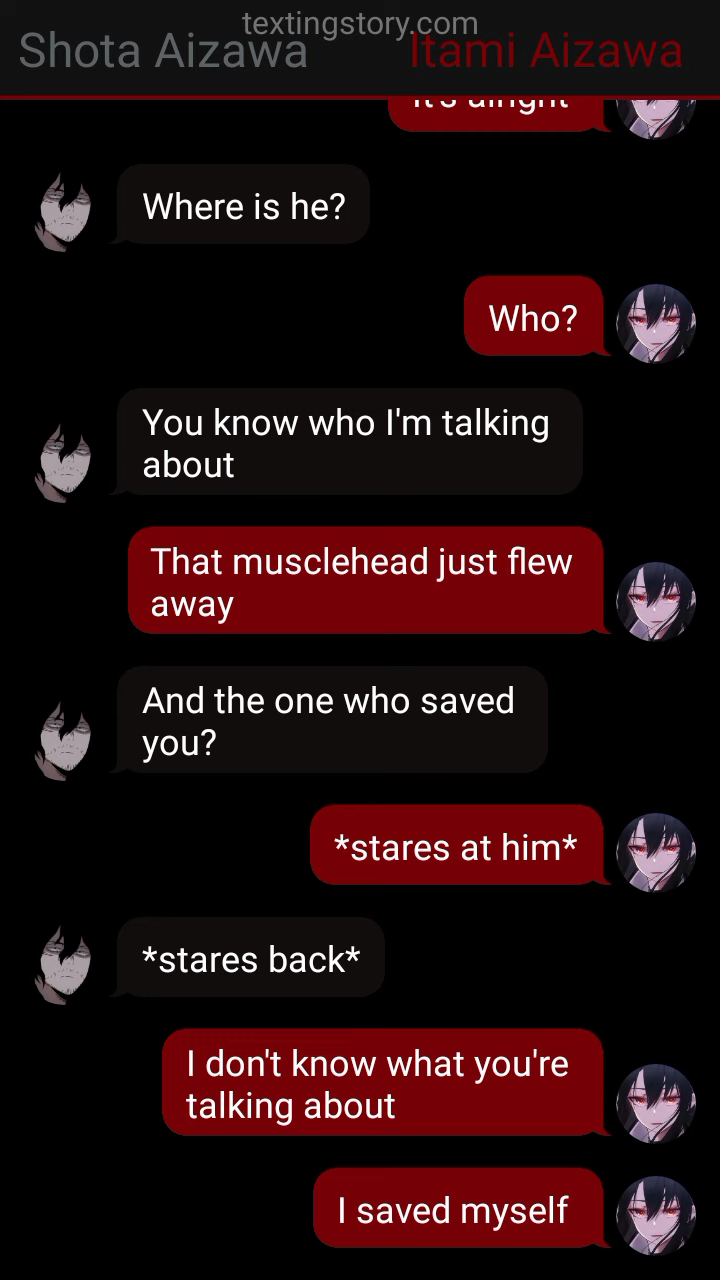 textingstory.com
Shota Aizawa
Itami Aizawa
It's alright
Where is he?
Who?
You know who I'm talking
about
That musclehead just flew
away
And the one who saved
you?
*stares at him*
*stares back*
I don't know what you're
talking about
I saved myself